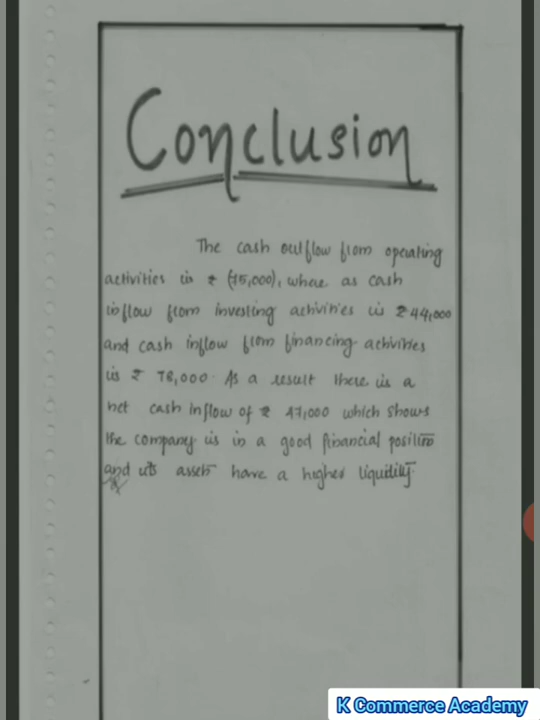 Conclusion
The cash outflow from operating
activities is ₹ (75,000), where as cash
inflow from investing activities is ₹ 44,000
and cash inflow from financing activities
is ₹ 78,000. As a result there is a
net cash inflow of ₹ 47,000 which shows
the company is in a good financial position
and its assets have a higher liquidity.
K Commerce Academy